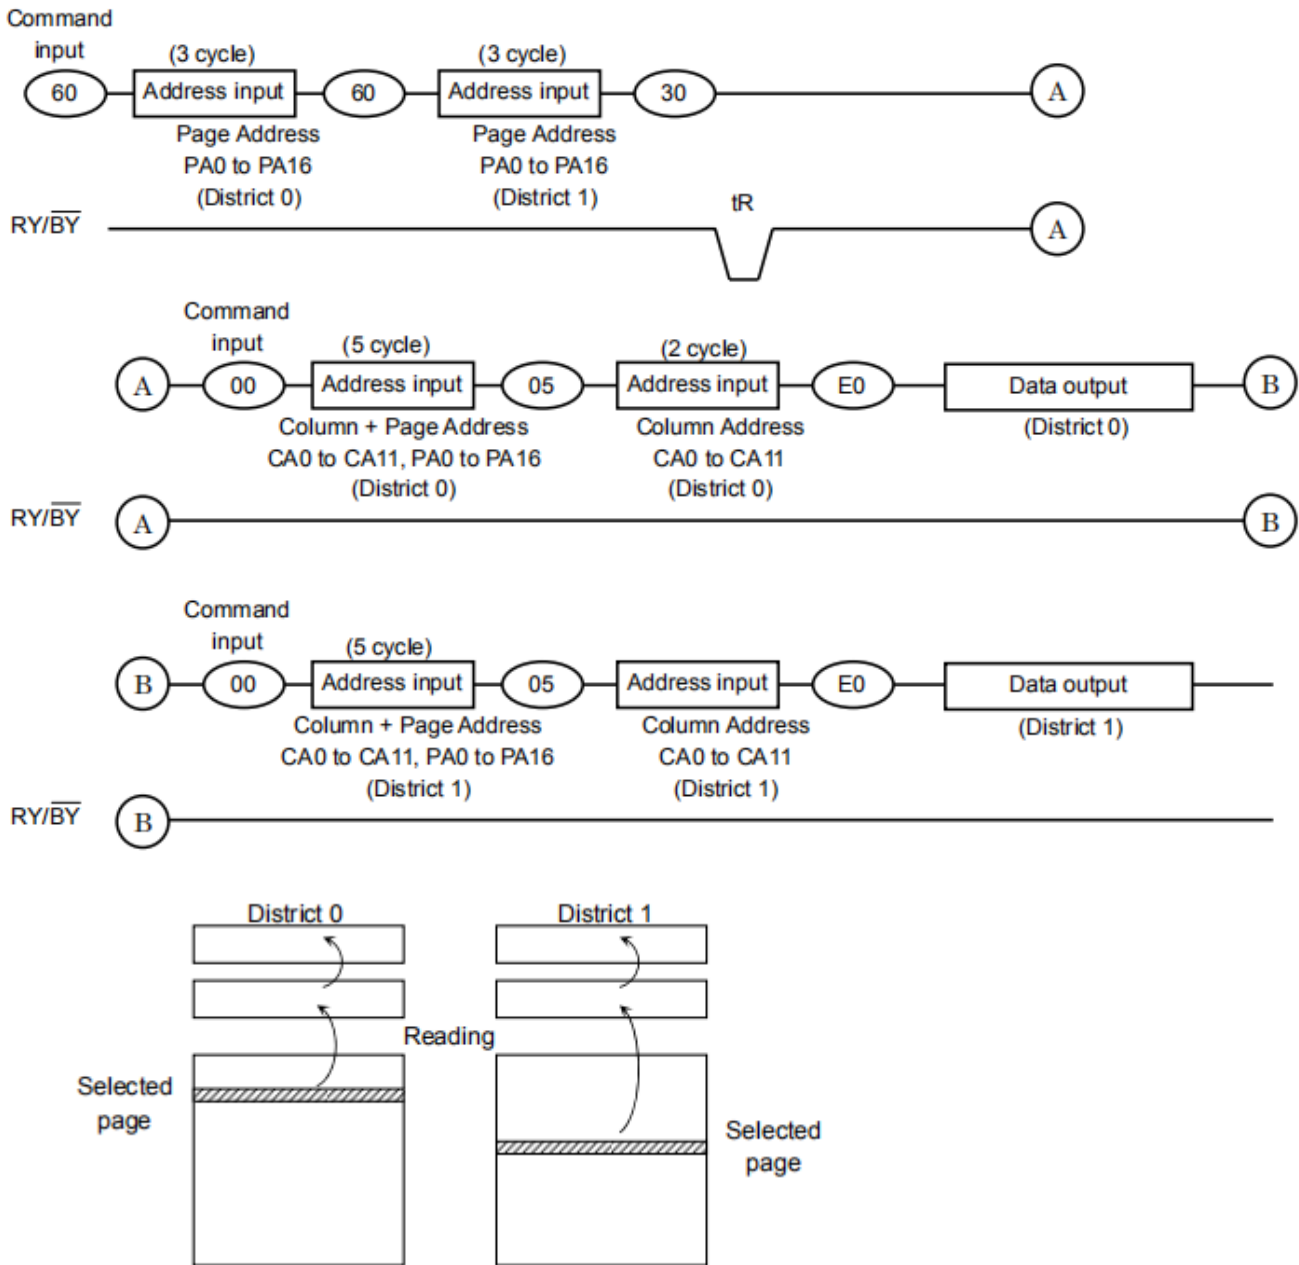 Command
input
(3 cycle) (3 cycle)
60 Address input 60 Address input 30 A
Page Address Page Address
PA0 to PA16 PA0 to PA16
(District 0) (District 1)
tR
RY/BY A
Command
input
(5 cycle) (2 cycle)
A 00 Address input 05 Address input E0 Data output B
Column + Page Address Column Address (District 0)
CA0 to CA11, PA0 to PA16 CA0 to CA11
(District 0) (District 0)
RY/BY A B
Command
input
(5 cycle)
B 00 Address input 05 Address input E0 Data output
Column + Page Address Column Address (District 1)
CA0 to CA11, PA0 to PA16 CA0 to CA11
(District 1) (District 1)
RY/BY B
District 0 District 1
Reading
Selected
page
Selected
page